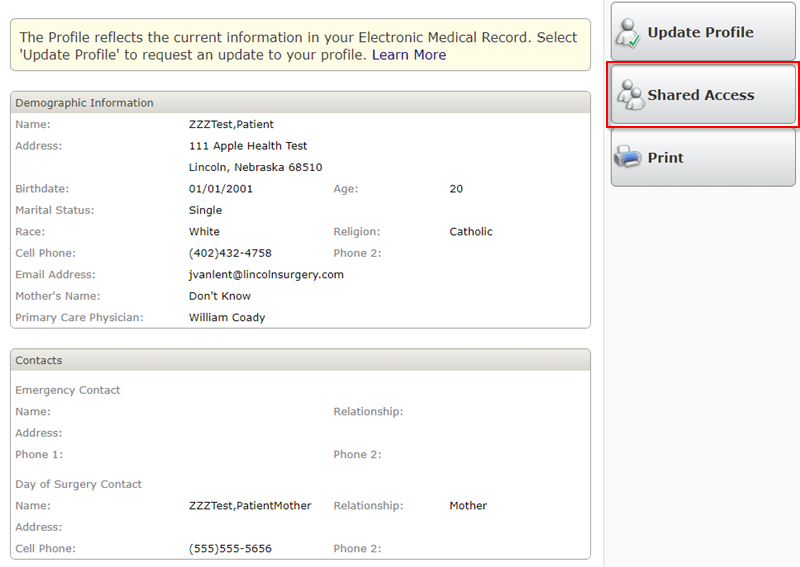 The Profile reflects the current information in your Electronic Medical Record. Select
'Update Profile' to request an update to your profile. Learn More
Demographic Information
Name: ZZZTest,Patient
Address: 111 Apple Health Test
Lincoln, Nebraska 68510
Birthdate: 01/01/2001 Age: 20
Marital Status: Single
Race: White Religion: Catholic
Cell Phone: (402)432-4758 Phone 2:
Email Address: jvanlent@lincolnsurgery.com
Mother's Name: Don't Know
Primary Care Physician: William Coady
Contacts
Emergency Contact
Name: Relationship:
Address:
Phone 1: Phone 2:
Day of Surgery Contact
Name: ZZZTest,PatientMother Relationship: Mother
Address:
Cell Phone: (555)555-5656 Phone 2:
Update Profile
Shared Access
Print